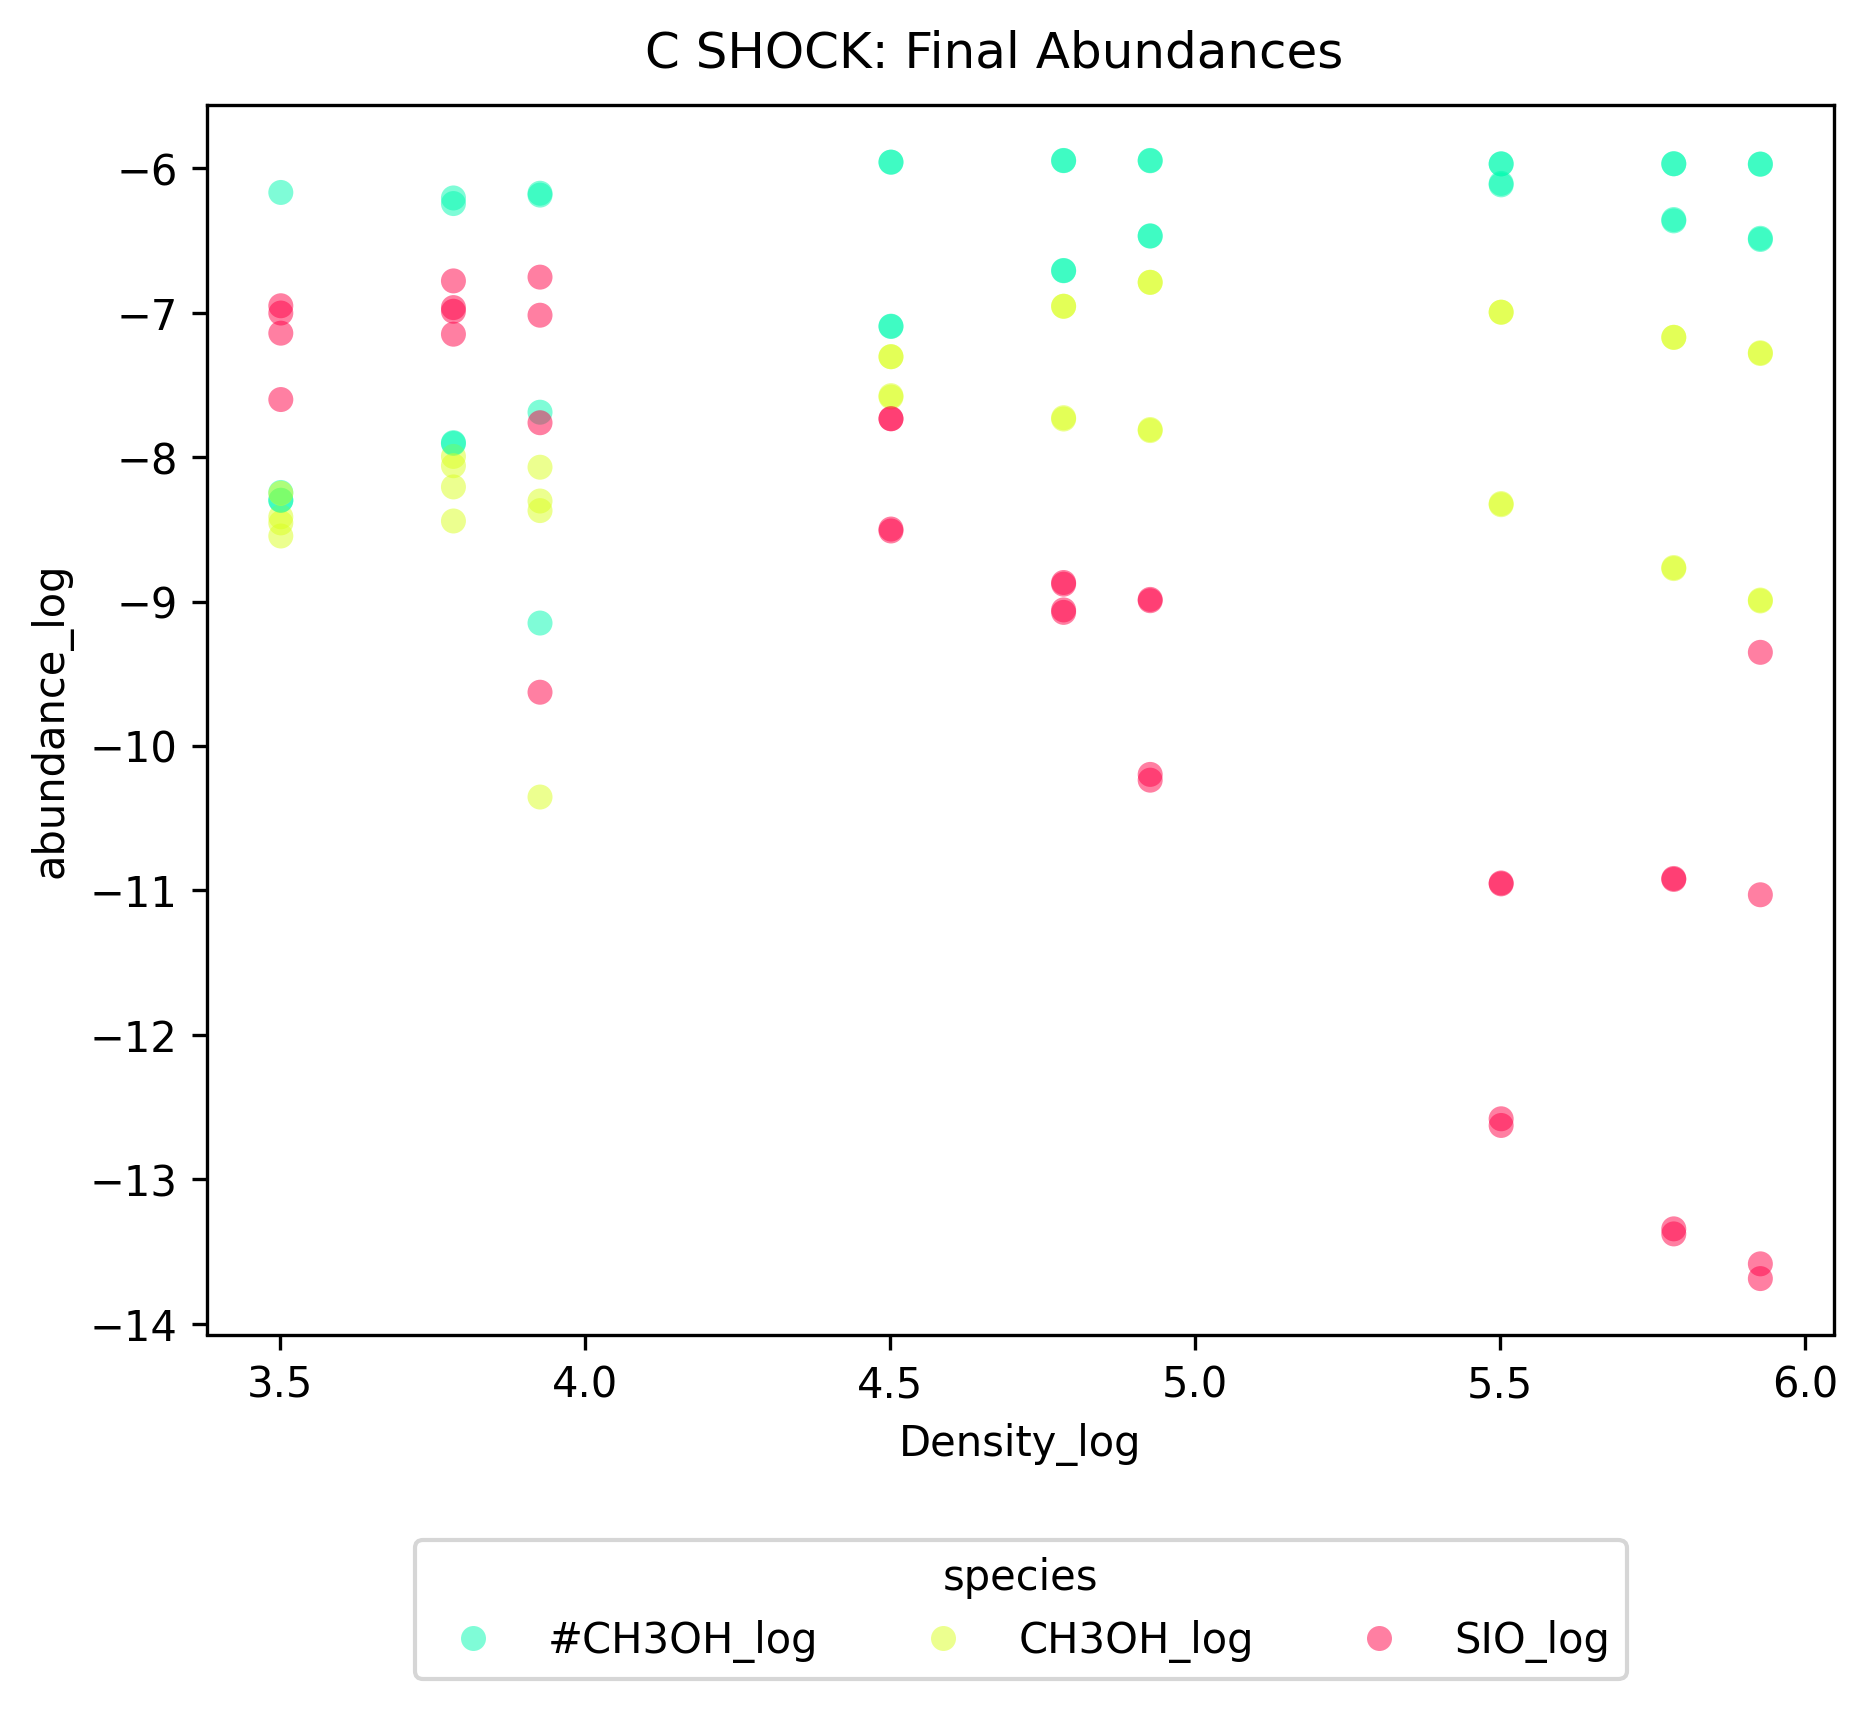 C SHOCK: Final Abundances
−6
−7
−8
−9
−10
−11
−12
−13
−14
abundance_log
3.5 4.0 4.5 5.0 5.5 6.0
Density_log
species
#CH3OH_log CH3OH_log SIO_log